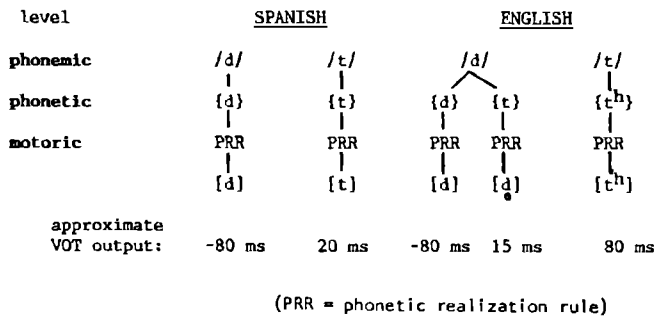 level SPANISH ENGLISH
phonemic /d/ /t/ /d/ /t/
phonetic {d} {t} {d} {t} {tʰ}
motoric PRR PRR PRR PRR PRR
[d] [t] [d] [d̥] [tʰ]
approximate
VOT output: -80 ms 20 ms -80 ms 15 ms 80 ms
(PRR = phonetic realization rule)